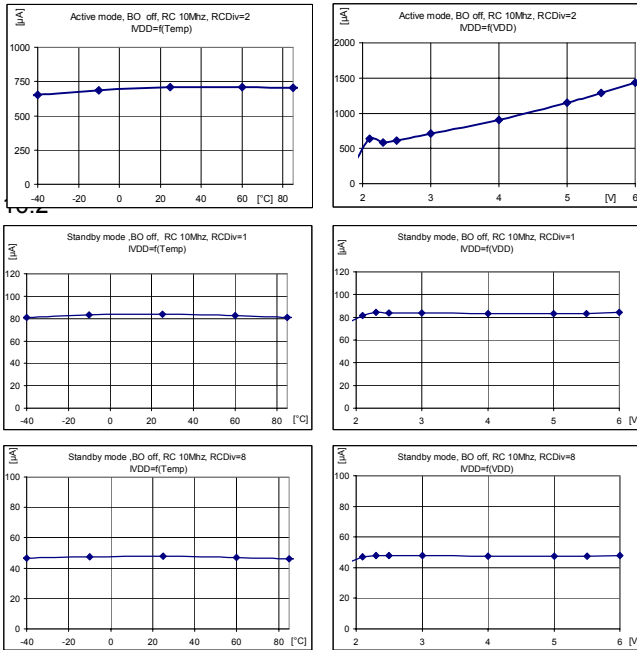 [µA]
Active mode, BO off, RC 10Mhz, RCDiv=2
IVDD=f(Temp)
1000
750
500
250
0
-40 -20 0 20 40 60 [°C] 80
[µA]
Active mode, BO off, RC 10Mhz, RCDiv=2
IVDD=f(VDD)
2000
1500
1000
500
0
2 3 4 5 [V] 6
[µA]
Standby mode ,BO off, RC 10Mhz, RCDiv=1
IVDD=f(Temp)
120
100
80
60
40
20
0
-40 -20 0 20 40 60 80
[°C]
[µA]
Standby mode, BO off, RC 10Mhz, RCDiv=1
IVDD=f(VDD)
120
100
80
60
40
20
0
2 3 4 5 6 [V
[µA]
Standby mode ,BO off, RC 10Mhz, RCDiv=8
IVDD=f(Temp)
100
80
60
40
20
0
-40 -20 0 20 40 60 80
[°C]
[µA]
Standby mode, BO off, RC 10Mhz, RCDiv=8
IVDD=f(VDD)
100
80
60
40
20
0
2 3 4 5 6 [V